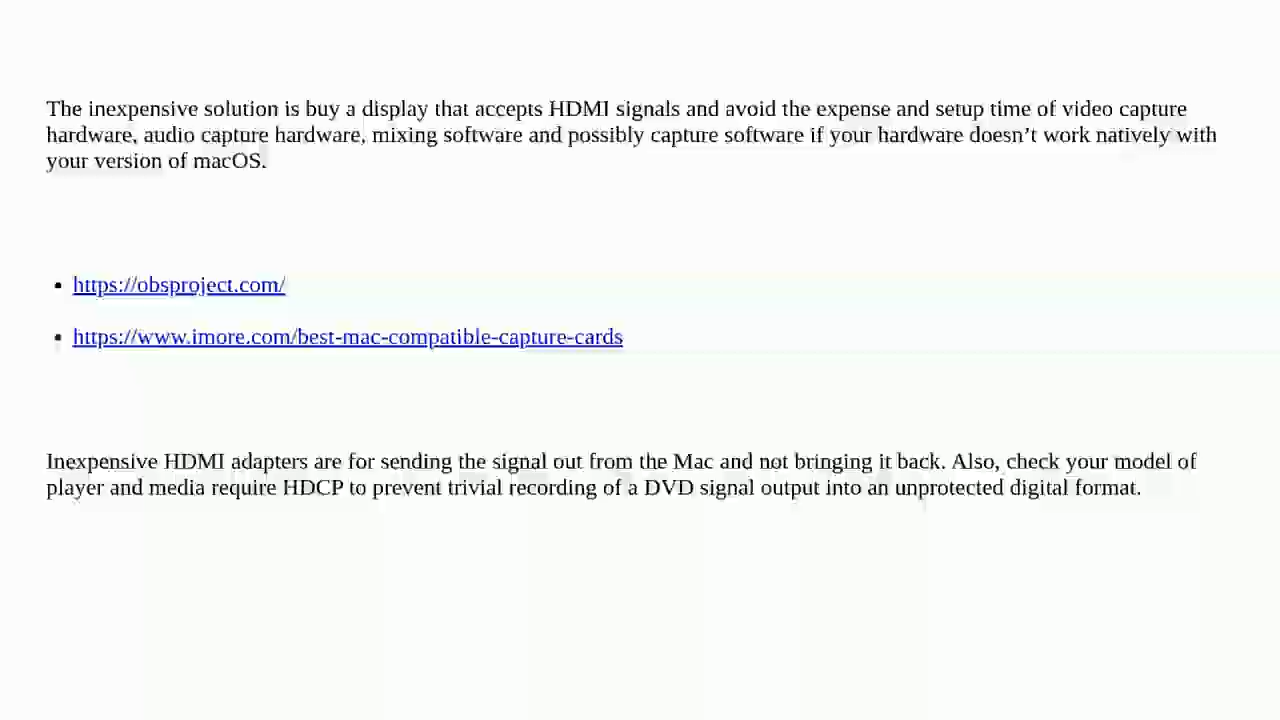 The inexpensive solution is buy a display that accepts HDMI signals and avoid the expense and setup time of video capture
hardware, audio capture hardware, mixing software and possibly capture software if your hardware doesn’t work natively with
your version of macOS.
• https://obsproject.com/
• https://www.imore.com/best-mac-compatible-capture-cards
Inexpensive HDMI adapters are for sending the signal out from the Mac and not bringing it back. Also, check your model of
player and media require HDCP to prevent trivial recording of a DVD signal output into an unprotected digital format.